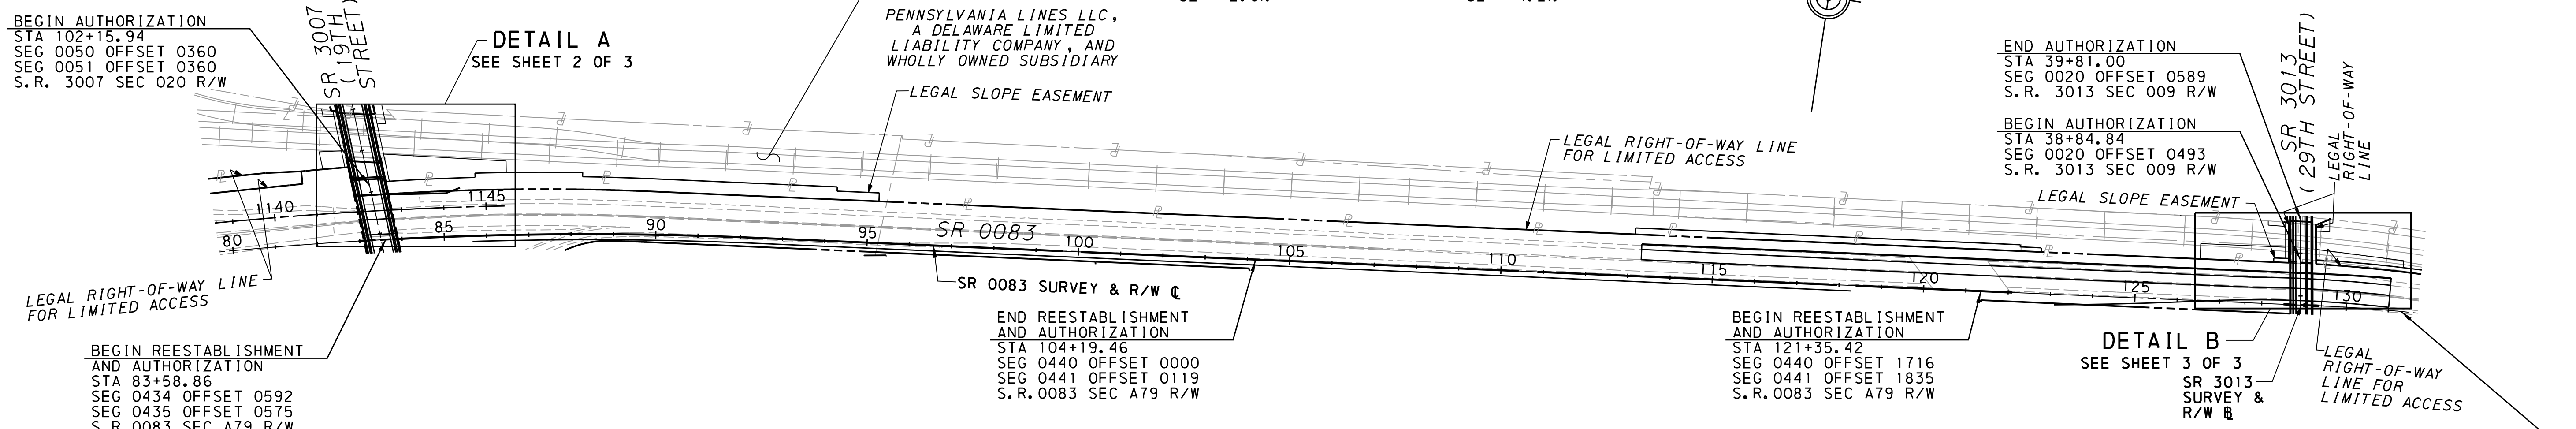 BEGIN AUTHORIZATION
STA 102+15.94
SEG 0050 OFFSET 0360
SEG 0051 OFFSET 0360
S.R. 3007 SEC 020 R/W
SR 3007
(19TH
STREET)
DETAIL A
SEE SHEET 2 OF 3
PENNSYLVANIA LINES LLC,
A DELAWARE LIMITED
LIABILITY COMPANY, AND
WHOLLY OWNED SUBSIDIARY
LEGAL SLOPE EASEMENT
LEGAL RIGHT-OF-WAY LINE
FOR LIMITED ACCESS
END AUTHORIZATION
STA 39+81.00
SEG 0020 OFFSET 0589
S.R. 3013 SEC 009 R/W
BEGIN AUTHORIZATION
STA 38+84.84
SEG 0020 OFFSET 0493
S.R. 3013 SEC 009 R/W
LEGAL SLOPE EASEMENT
SR 3013
(29TH STREET)
LEGAL
RIGHT-OF-WAY
LINE
1140
1145
80
85
90
95
SR 0083
100
105
110
115
120
125
130
LEGAL RIGHT-OF-WAY LINE
FOR LIMITED ACCESS
SR 0083 SURVEY & R/W ℄
BEGIN REESTABLISHMENT
AND AUTHORIZATION
STA 83+58.86
SEG 0434 OFFSET 0592
SEG 0435 OFFSET 0575
S.R.0083 SEC A79 R/W
END REESTABLISHMENT
AND AUTHORIZATION
STA 104+19.46
SEG 0440 OFFSET 0000
SEG 0441 OFFSET 0119
S.R.0083 SEC A79 R/W
BEGIN REESTABLISHMENT
AND AUTHORIZATION
STA 121+35.42
SEG 0440 OFFSET 1716
SEG 0441 OFFSET 1835
S.R.0083 SEC A79 R/W
DETAIL B
SEE SHEET 3 OF 3
SR 3013
SURVEY &
R/W
LEGAL
RIGHT-OF-WAY
LINE FOR
LIMITED ACCESS